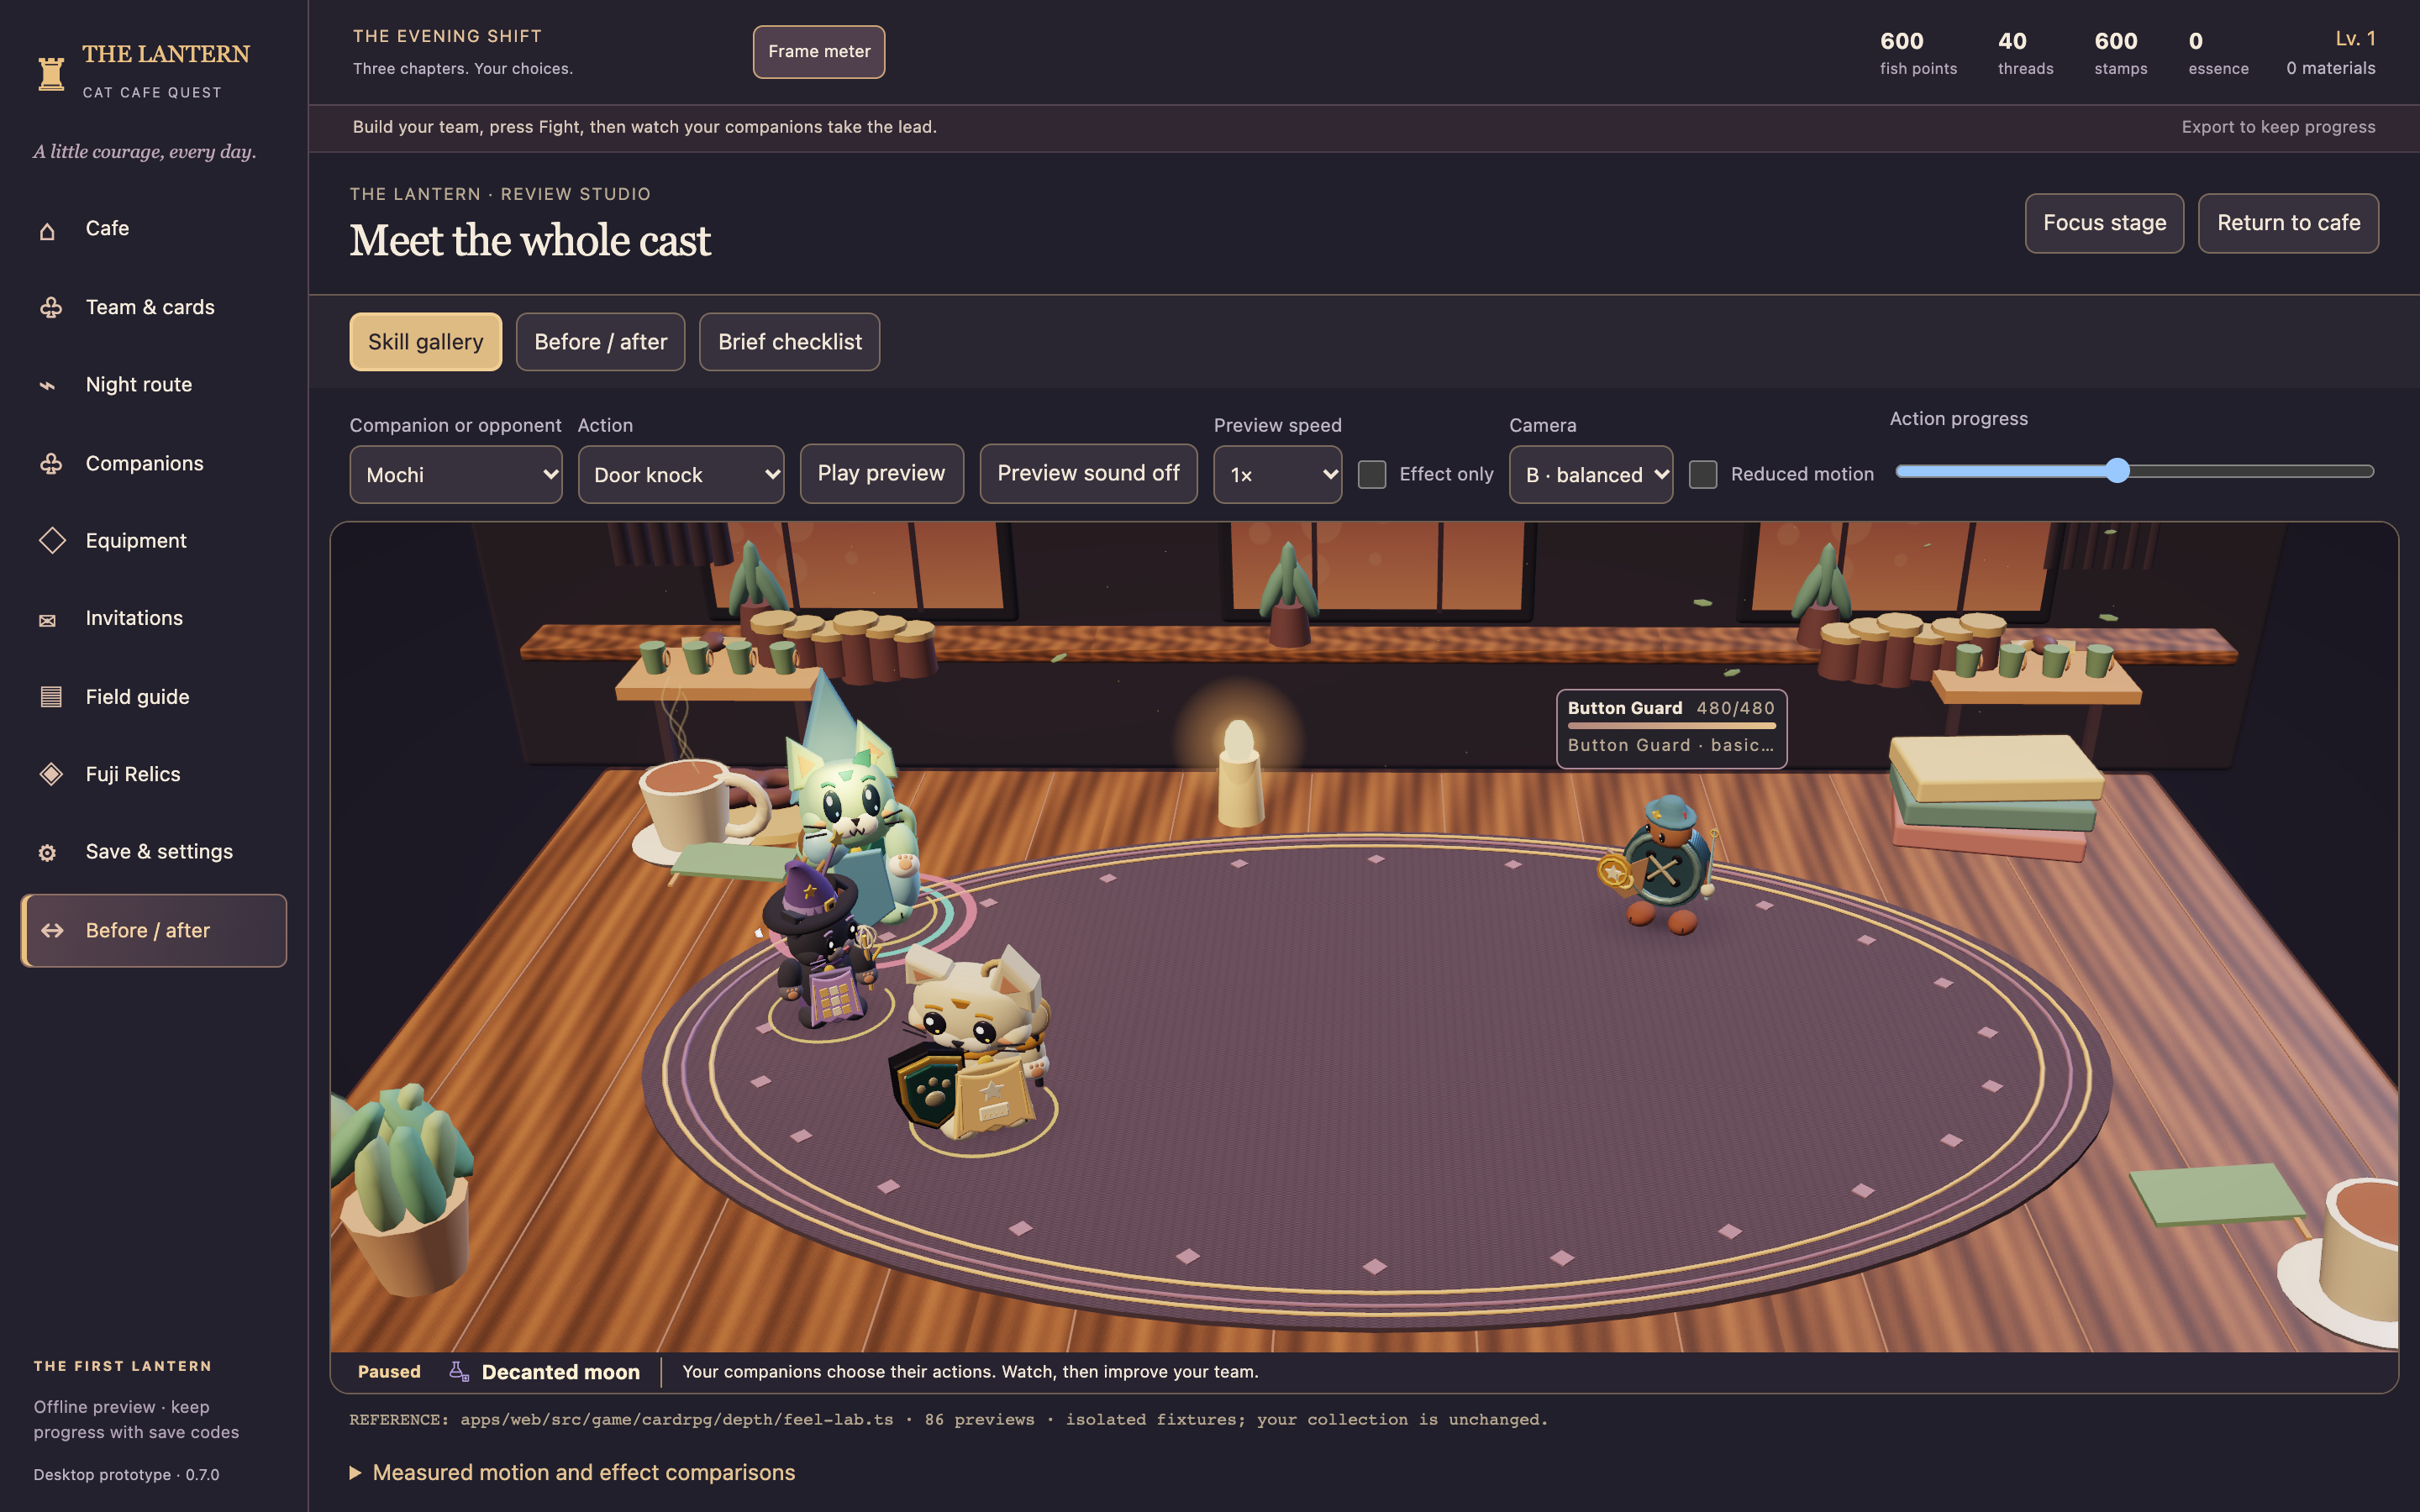 THE LANTERN
CAT CAFE QUEST
A little courage, every day.
Cafe
Team & cards
Night route
Companions
Equipment
Invitations
Field guide
Fuji Relics
Save & settings
Before / after
THE FIRST LANTERN
Offline preview · keep
progress with save codes
Desktop prototype · 0.7.0
THE EVENING SHIFT
Three chapters. Your choices.
Frame meter
600 fish points
40 threads
600 stamps
0 essence
Lv. 1
0 materials
Build your team, press Fight, then watch your companions take the lead.
Export to keep progress
THE LANTERN · REVIEW STUDIO
Meet the whole cast
Focus stage
Return to cafe
Skill gallery
Before / after
Brief checklist
Companion or opponent
Mochi
Action
Door knock
Play preview
Preview sound off
Preview speed
1×
Effect only
Camera
B · balanced
Reduced motion
Action progress
Button Guard 480/480
Button Guard · basic…
Paused
Decanted moon
Your companions choose their actions. Watch, then improve your team.
REFERENCE: apps/web/src/game/cardrpg/depth/feel-lab.ts · 86 previews · isolated fixtures; your collection is unchanged.
Measured motion and effect comparisons